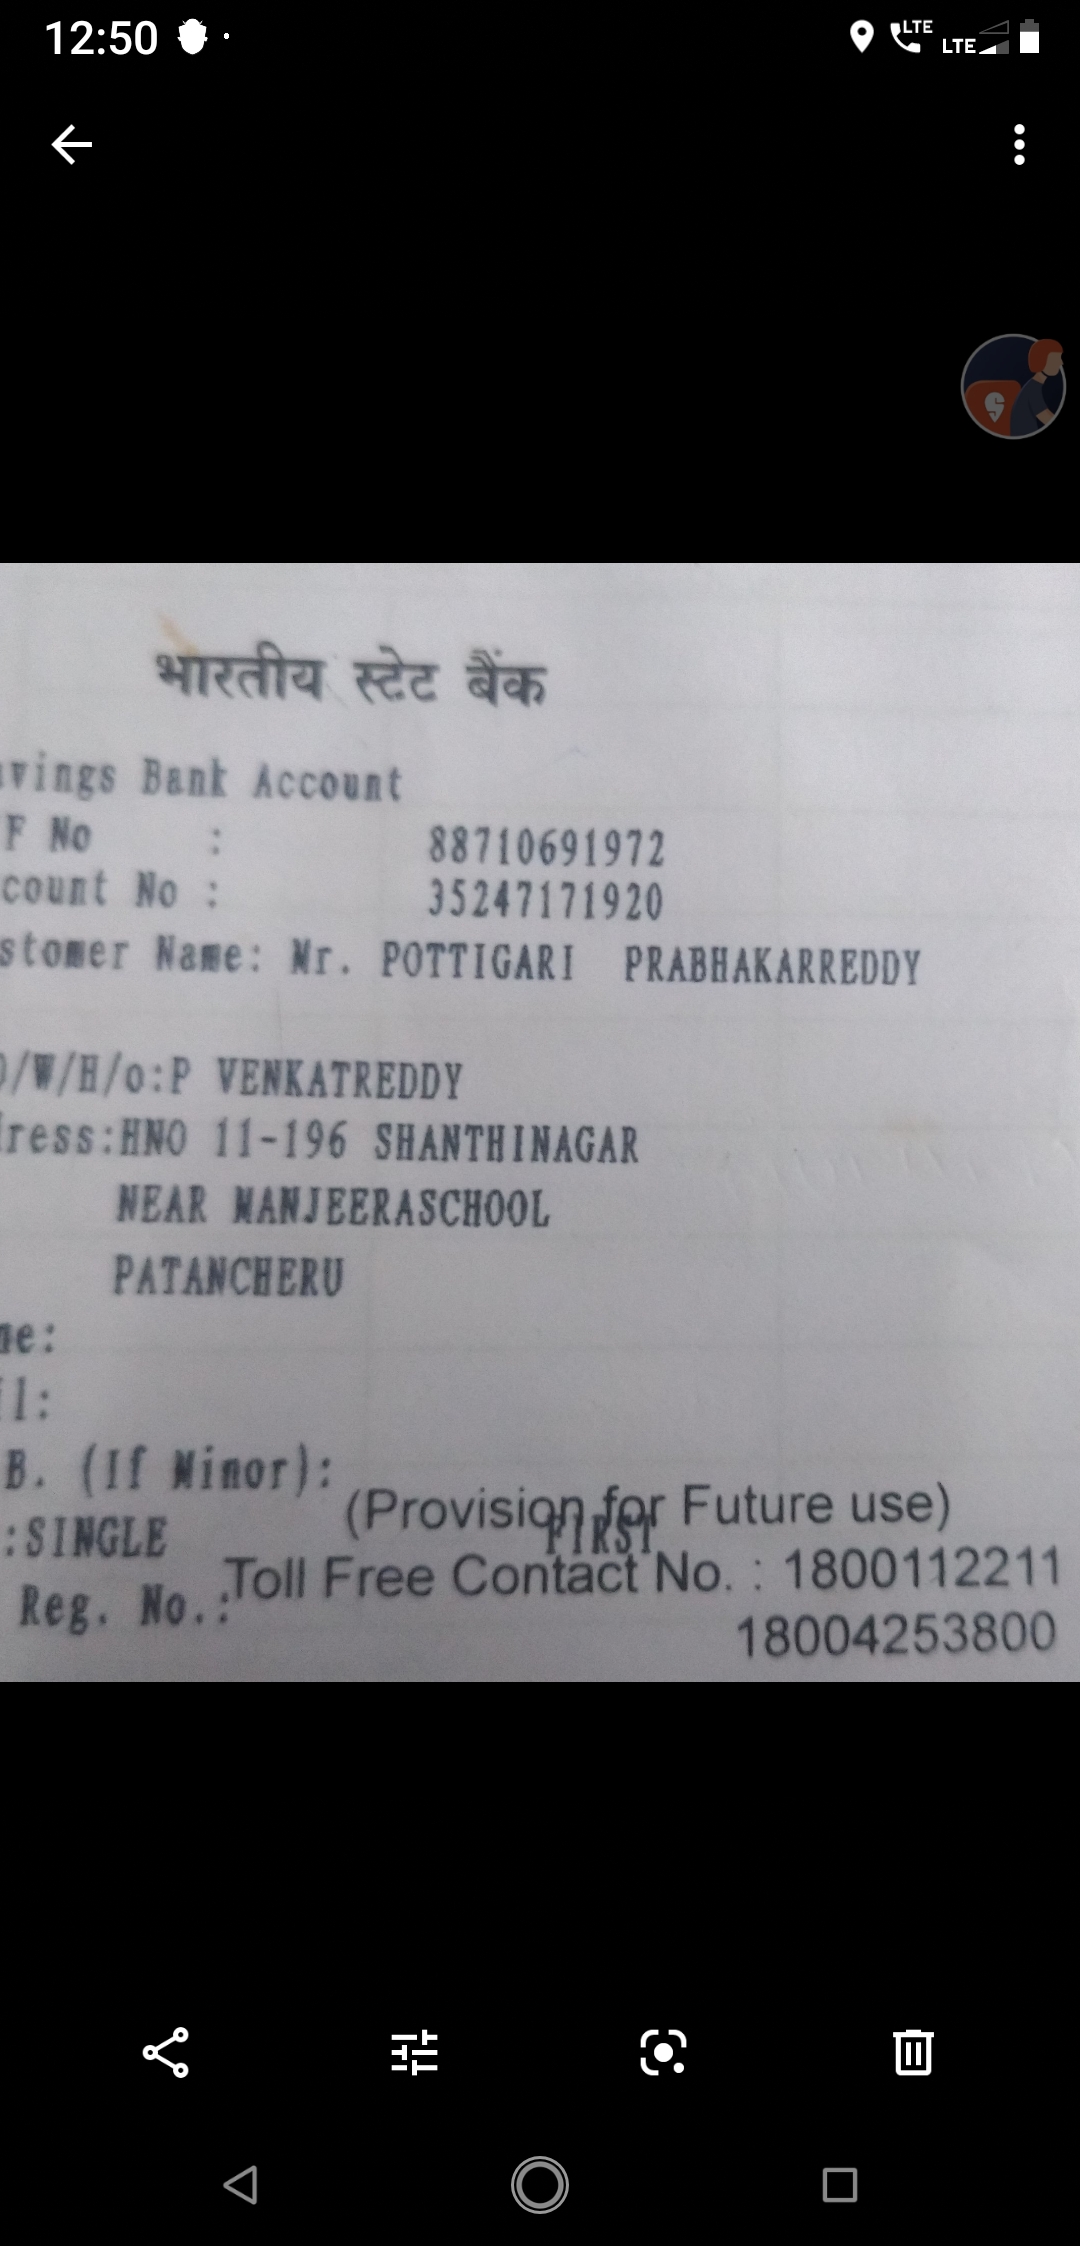 12:50
LTE
LTE
भारतीय स्टेट बैंक
vings Bank Account
F No : 88710691972
count No : 35247171920
stomer Name: Mr. POTTIGARI PRABHAKARREDDY
/W/H/o:P VENKATREDDY
ress:HNO 11-196 SHANTHINAGAR
NEAR MANJEERASCHOOL
PATANCHERU
ne:
il:
B. (If Minor):
(Provision for Future use)
:SINGLE FIRST
Toll Free Contact No. : 1800112211
Reg. No.:
18004253800